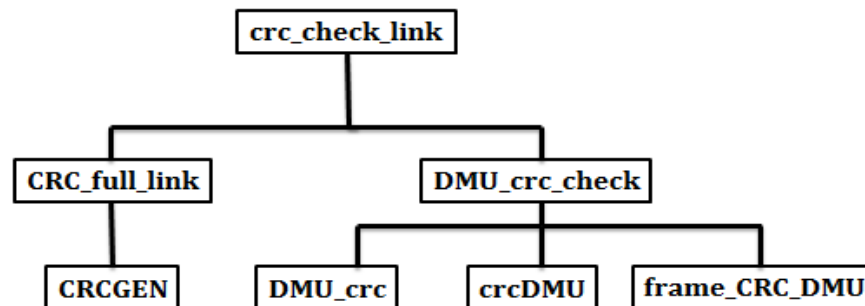 crc_check_link
CRC_full_link
DMU_crc_check
CRCGEN
DMU_crc
crcDMU
frame_CRC_DMU